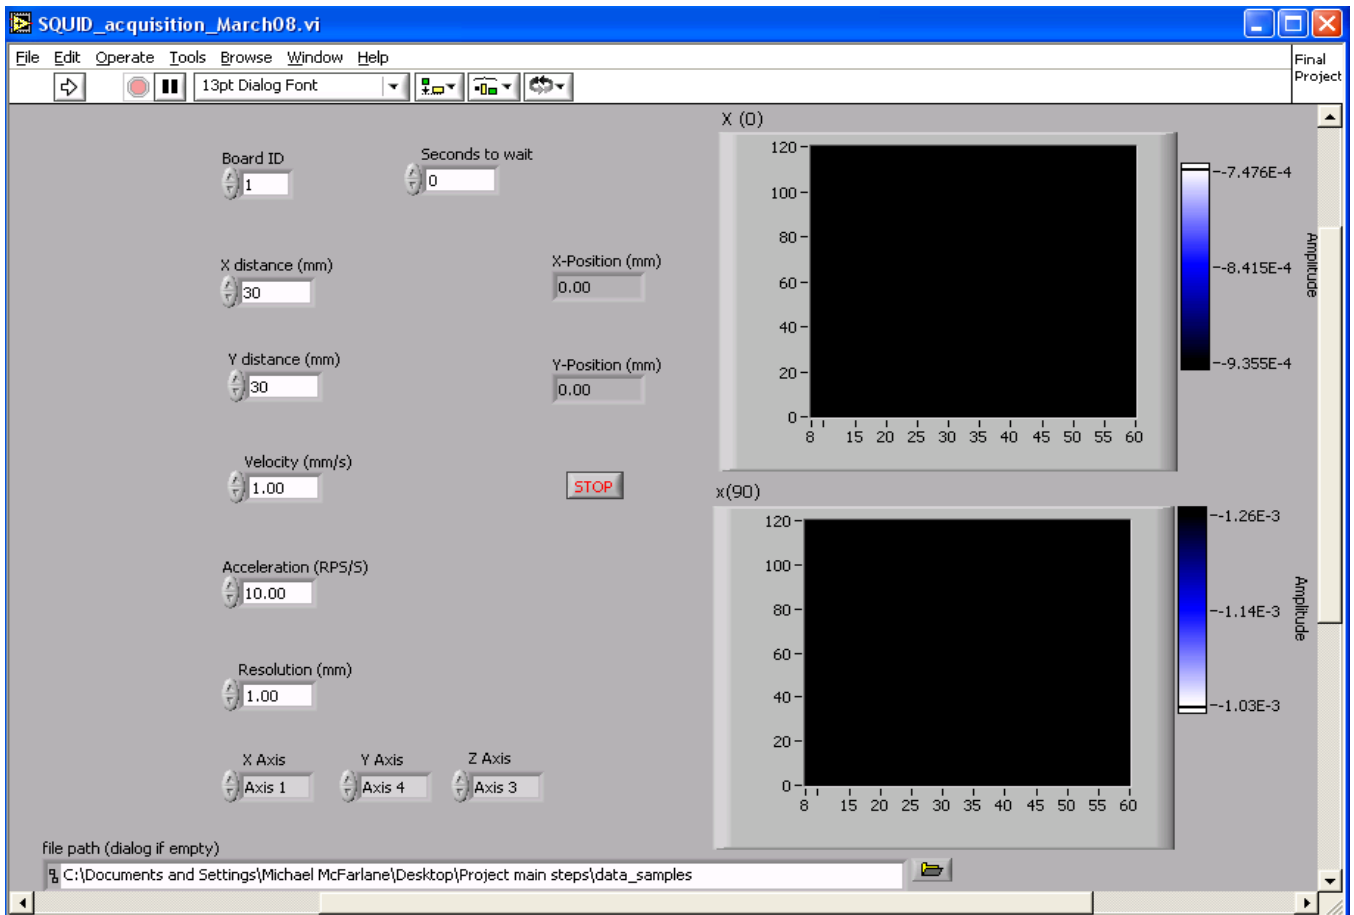 SQUID_acquisition_March08.vi
File Edit Operate Tools Browse Window Help
Final
Project
13pt Dialog Font
Board ID
1
Seconds to wait
0
X distance (mm)
30
X-Position (mm)
0.00
Y distance (mm)
30
Y-Position (mm)
0.00
Velocity (mm/s)
1.00
STOP
Acceleration (RPS/S)
10.00
Resolution (mm)
1.00
X Axis
Axis 1
Y Axis
Axis 4
Z Axis
Axis 3
X (0)
120
100
80
60
40
20
0
8 15 20 25 30 35 40 45 50 55 60
-7.476E-4
-8.415E-4
-9.355E-4
Amplitude
x(90)
120
100
80
60
40
20
0
8 15 20 25 30 35 40 45 50 55 60
-1.26E-3
-1.14E-3
-1.03E-3
Amplitude
file path (dialog if empty)
C:\Documents and Settings\Michael McFarlane\Desktop\Project main steps\data_samples